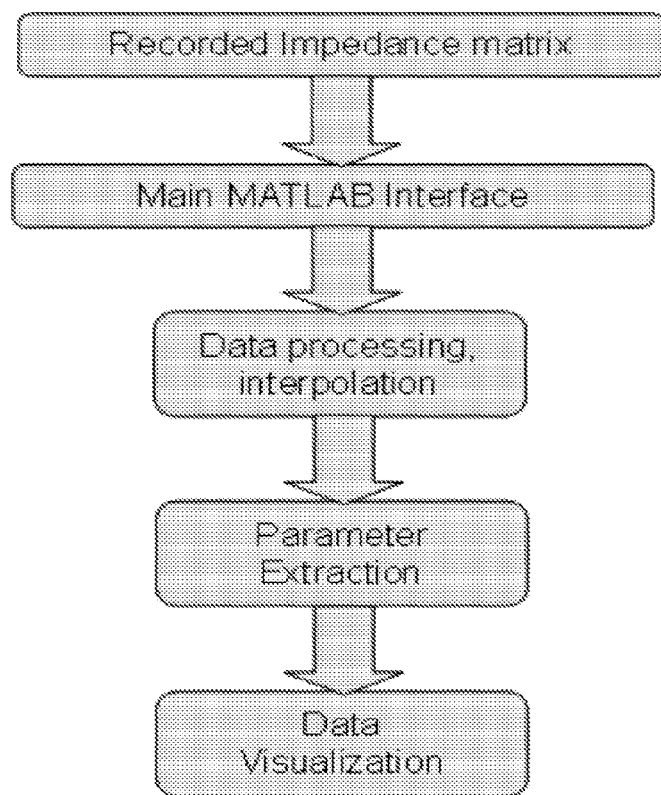 Recorded Impedance matrix
Main MATLAB Interface
Data processing,
interpolation
Parameter
Extraction
Data
Visualization